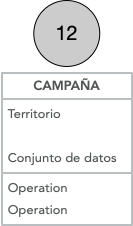 12
CAMPAÑA
Territorio
Conjunto de datos
Operation
Operation